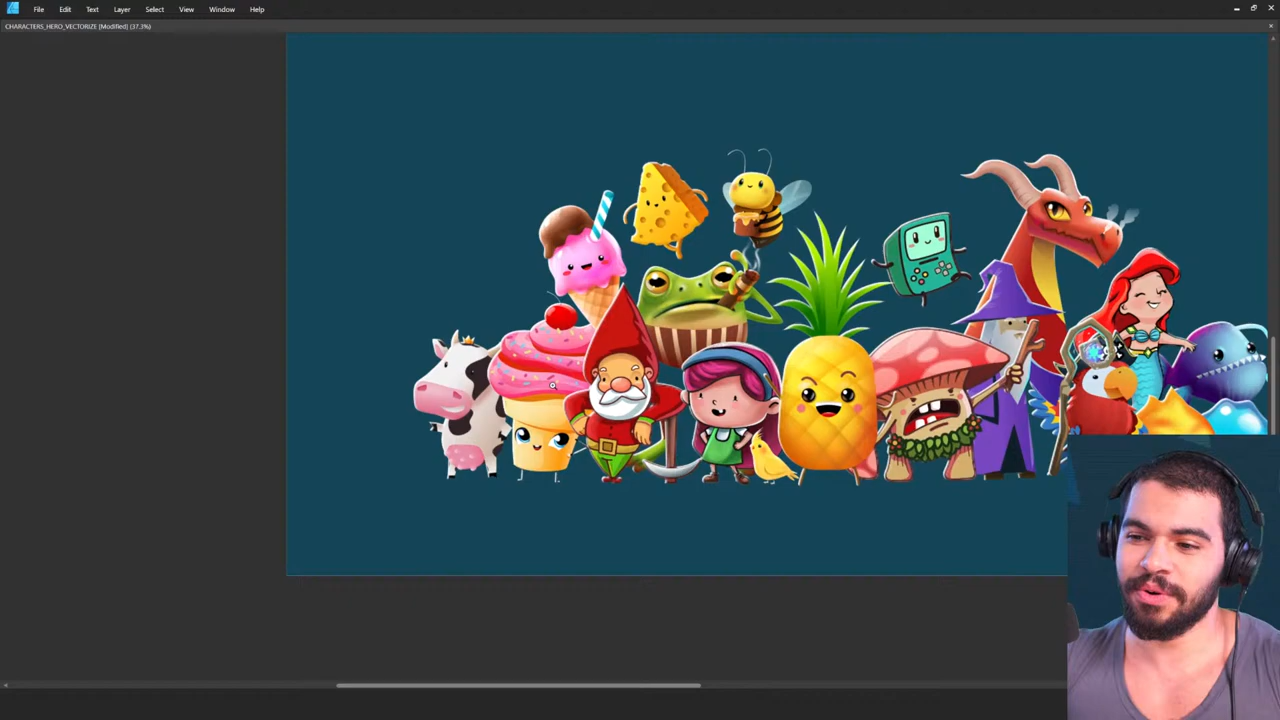 File Edit Text Layer Select View Window Help
CHARACTERS_HERO_VECTORIZE [Modified] (37.3%)